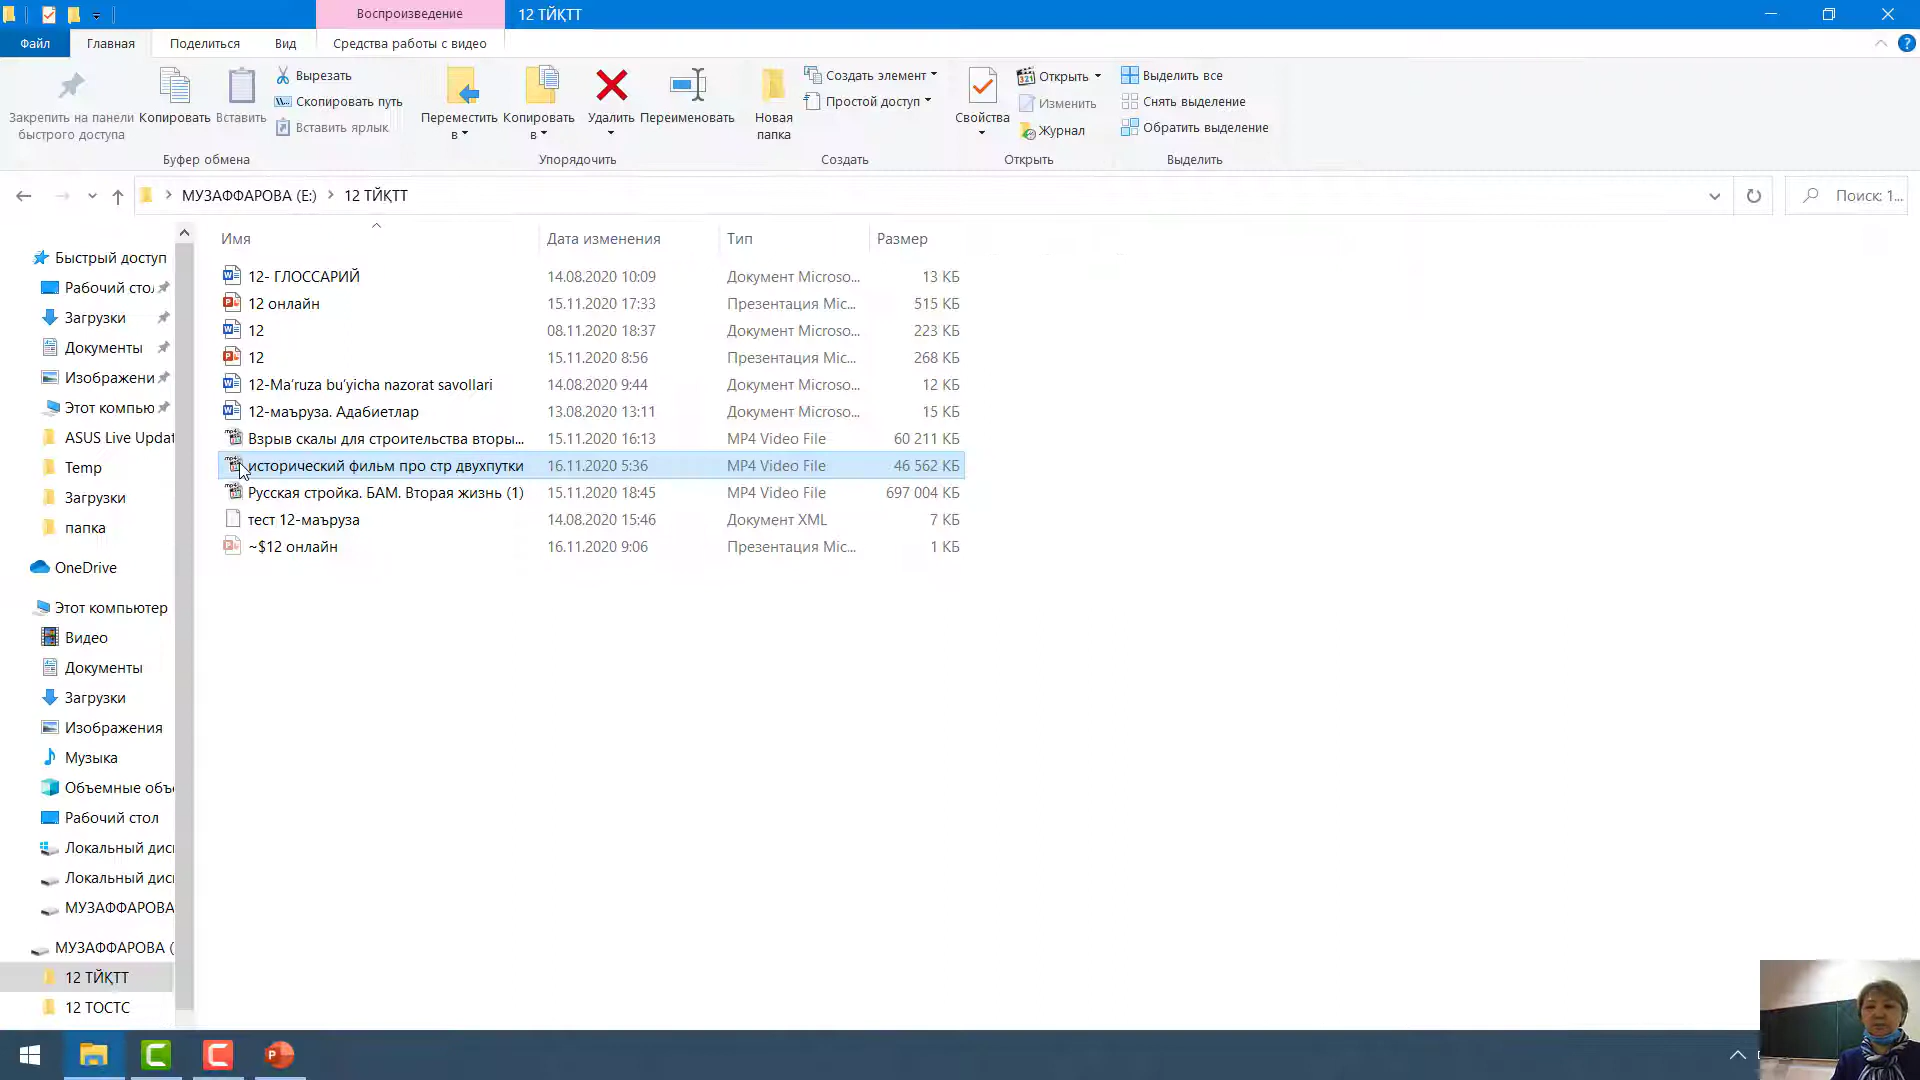 Воспроизведение
12 ТЙҚТТ
Файл
Главная
Поделиться
Вид
Средства работы с видео
Закрепить на панели
быстрого доступа
Копировать
Вставить
Вырезать
Скопировать путь
Вставить ярлык
Буфер обмена
Переместить
в
Копировать
в
Удалить
Переименовать
Упорядочить
Новая
папка
Создать элемент
Простой доступ
Создать
Свойства
Открыть
Изменить
Журнал
Открыть
Выделить все
Снять выделение
Обратить выделение
Выделить
МУЗАФФАРОВА (E:)
12 ТЙҚТТ
Поиск: 1...
Имя
Дата изменения
Тип
Размер
12- ГЛОССАРИЙ 14.08.2020 10:09 Документ Microso... 13 КБ
12 онлайн 15.11.2020 17:33 Презентация Mic... 515 КБ
12 08.11.2020 18:37 Документ Microso... 223 КБ
12 15.11.2020 8:56 Презентация Mic... 268 КБ
12-Ma’ruza bu’yicha nazorat savollari 14.08.2020 9:44 Документ Microso... 12 КБ
12-маъруза. Адабиетлар 13.08.2020 13:11 Документ Microso... 15 КБ
Взрыв скалы для строительства вторы... 15.11.2020 16:13 MP4 Video File 60 211 КБ
исторический фильм про стр двухпутки 16.11.2020 5:36 MP4 Video File 46 562 КБ
Русская стройка. БАМ. Вторая жизнь (1) 15.11.2020 18:45 MP4 Video File 697 004 КБ
тест 12-маъруза 14.08.2020 15:46 Документ XML 7 КБ
~$12 онлайн 16.11.2020 9:06 Презентация Mic... 1 КБ
Быстрый доступ
Рабочий сто
Загрузки
Документы
Изображени
Этот компью
ASUS Live Updat
Temp
Загрузки
папка
OneDrive
Этот компьютер
Видео
Документы
Загрузки
Изображения
Музыка
Объемные объ
Рабочий стол
Локальный дис
Локальный дис
МУЗАФФАРОВА
МУЗАФФАРОВА (
12 ТЙҚТТ
12 ТОСТС